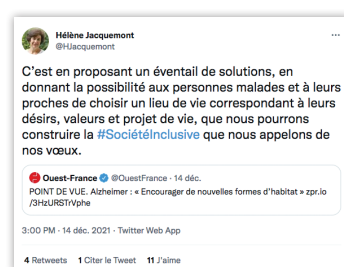 Hélène Jacquemont
@HJacquemont
C'est en proposant un éventail de solutions, en
donnant la possibilité aux personnes malades et à leurs
proches de choisir un lieu de vie correspondant à leurs
désirs, valeurs et projet de vie, que nous pourrons
construire la #SociétéInclusive que nous appelons de
nos vœux.
Ouest-France @OuestFrance · 14 déc.
POINT DE VUE. Alzheimer : « Encourager de nouvelles formes d'habitat » zpr.io
/3HzURSTrVphe
3:00 PM · 14 déc. 2021 · Twitter Web App
4 Retweets 1 Citer le Tweet 11 J'aime